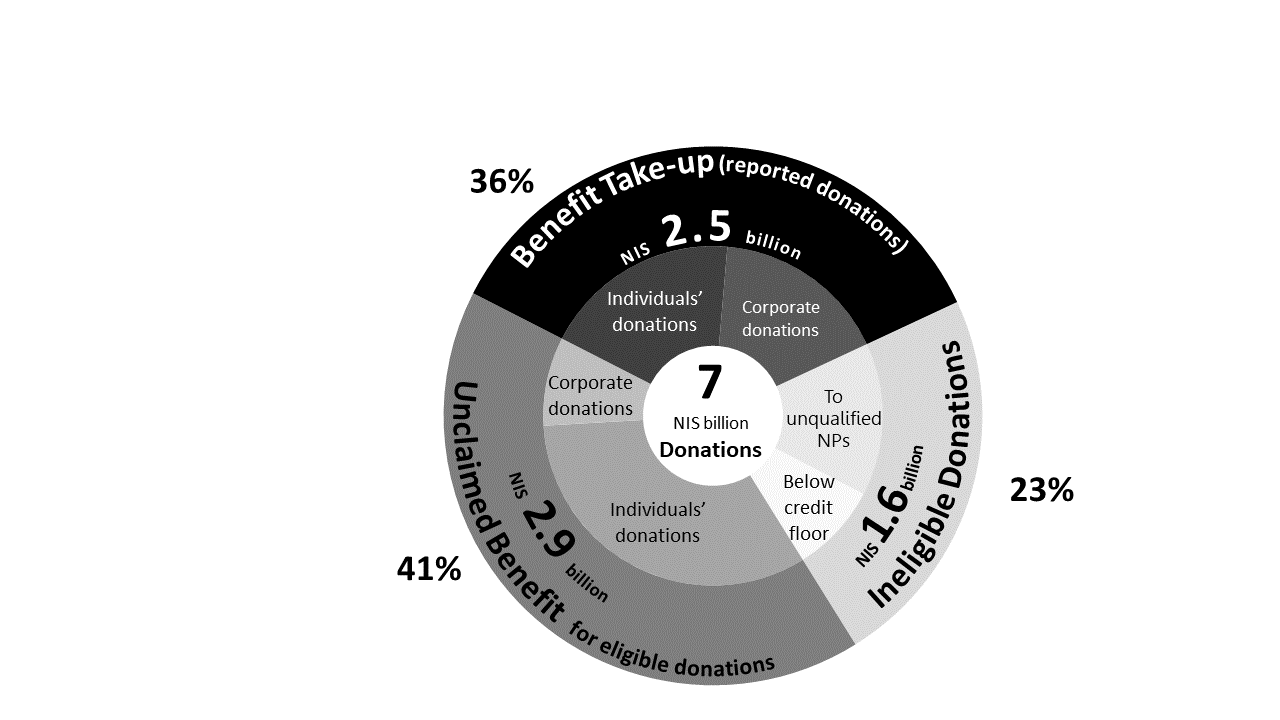 36%
Benefit Take-up (reported donations)
NIS 2.5 billion
Individuals’
donations
Corporate
donations
Corporate
donations
7
NIS billion
Donations
To
unqualified
NPs
Below
credit
floor
NIS 1.6 billion
Ineligible Donations
23%
Individuals’
donations
NIS 2.9 billion
Unclaimed Benefit for eligible donations
41%